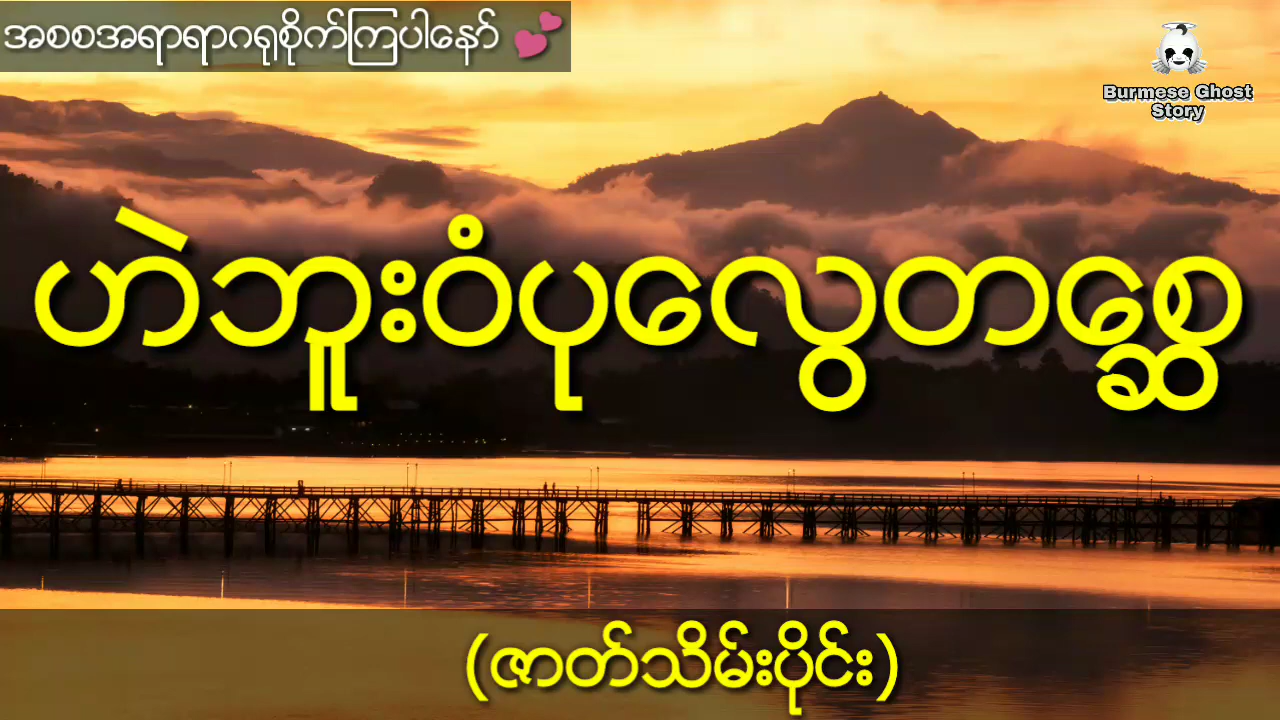 အစစအရာရာဂရုစိုက်ကြပါနော် 💕
Burmese Ghost
Story
ဟဲဘူးဝံပုလွေတစ္ဆေ
(ဇာတ်သိမ်းပိုင်း)